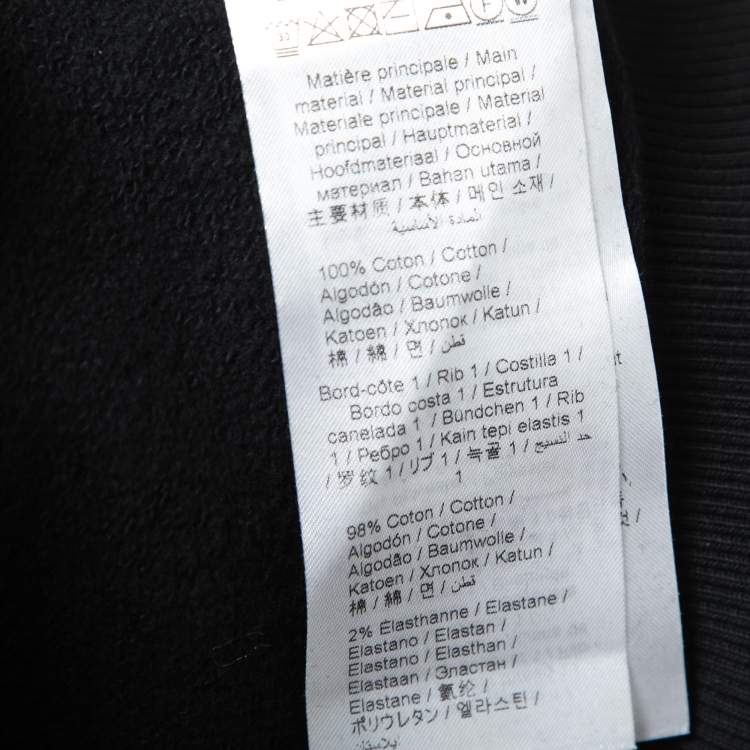 Matière principale / Main
material / Material principal /
Materiale principale / Material
principal / Hauptmaterial /
Hoofdmateriaal / Основной
материал / Bahan utama /
主要材质 / 本体 / 메인 소재 /
المادة الأساسية
100% Coton / Cotton /
Algodón / Cotone /
Algodão / Baumwolle /
Katoen / Хлопок / Katun /
棉 / 綿 / 면 / قطن
Bord-côte 1 / Rib 1 / Costilla 1 /
Bordo costa 1 / Estrutura
canelada 1 / Bündchen 1 / Rib
1 / Ребро 1 / Kain tepi elastis 1
/ 罗纹 1 / リブ 1 / 늑골 1 / حد النسيج
1
98% Coton / Cotton /
Algodón / Cotone /
Algodão / Baumwolle /
Katoen / Хлопок / Katun /
棉 / 綿 / 면 / قطن
2% Élasthanne / Elastane /
Elastano / Elastan /
Elastano / Elasthan /
Elastaan / Эластан /
Elastane / 氨纶 /
ポリウレタン / 엘라스틴 /